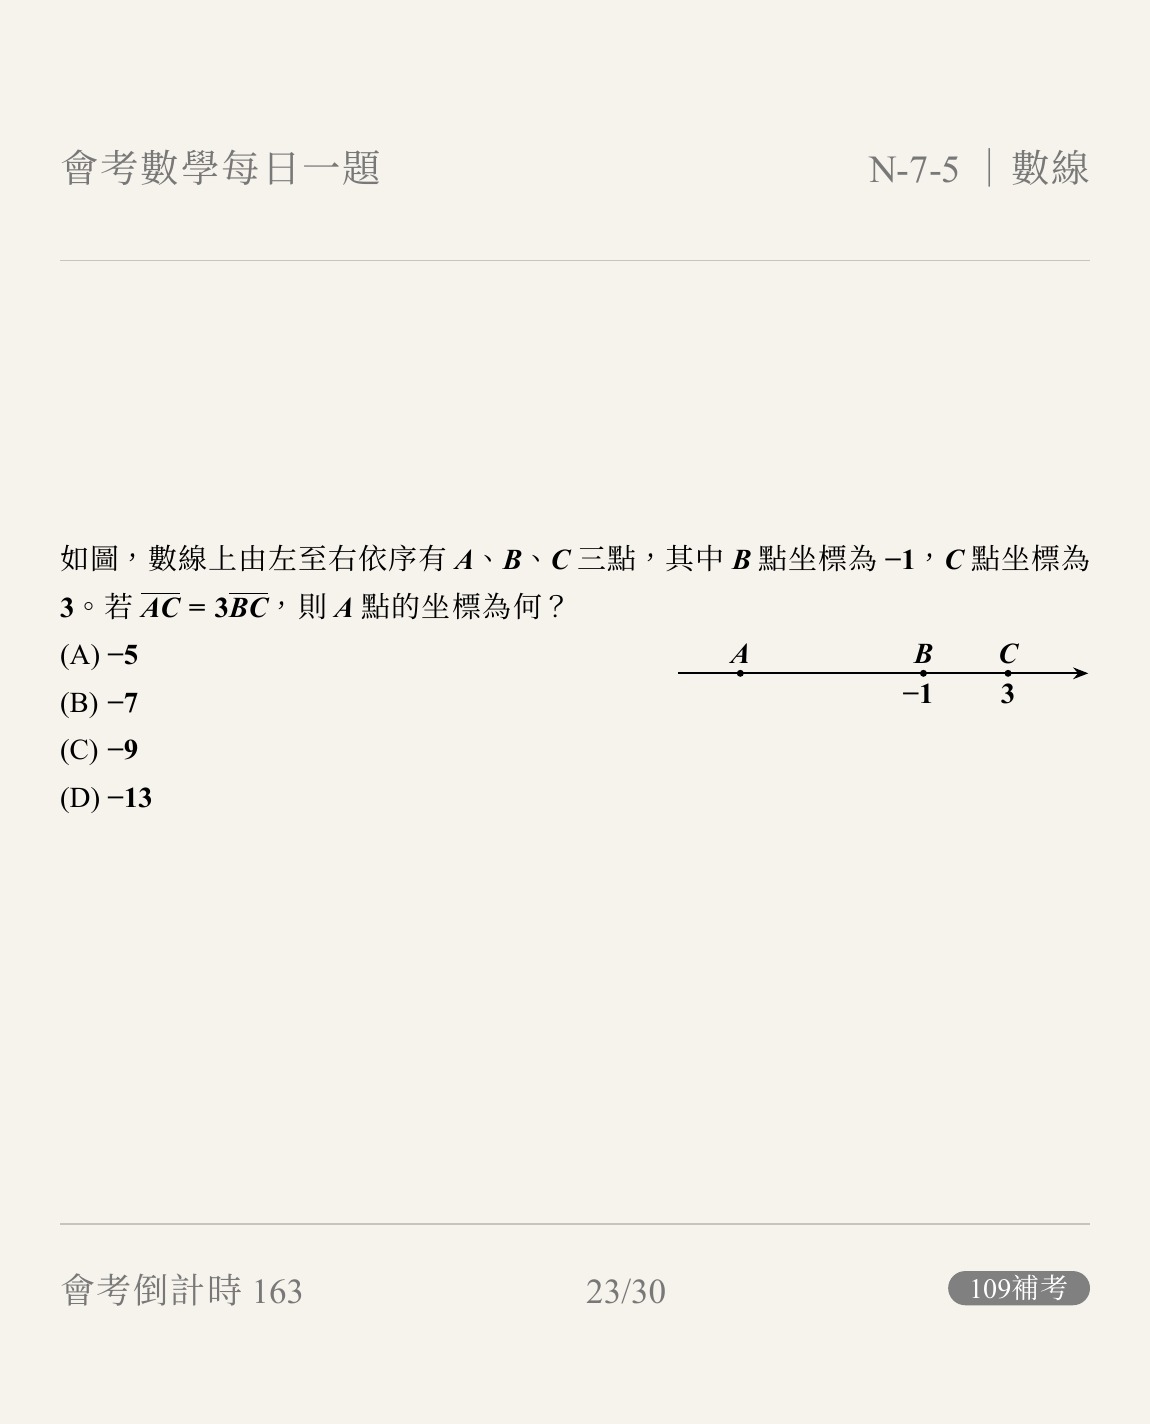 會考數學每日一題
N-7-5｜數線
如圖，數線上由左至右依序有 A、B、C 三點，其中 B 點坐標為 −1，C 點坐標為
3。若 A̅C̅ = 3B̅C̅，則 A 點的坐標為何？
(A) −5
(B) −7
(C) −9
(D) −13
A B C
−1 3
會考倒計時 163
23/30
109補考